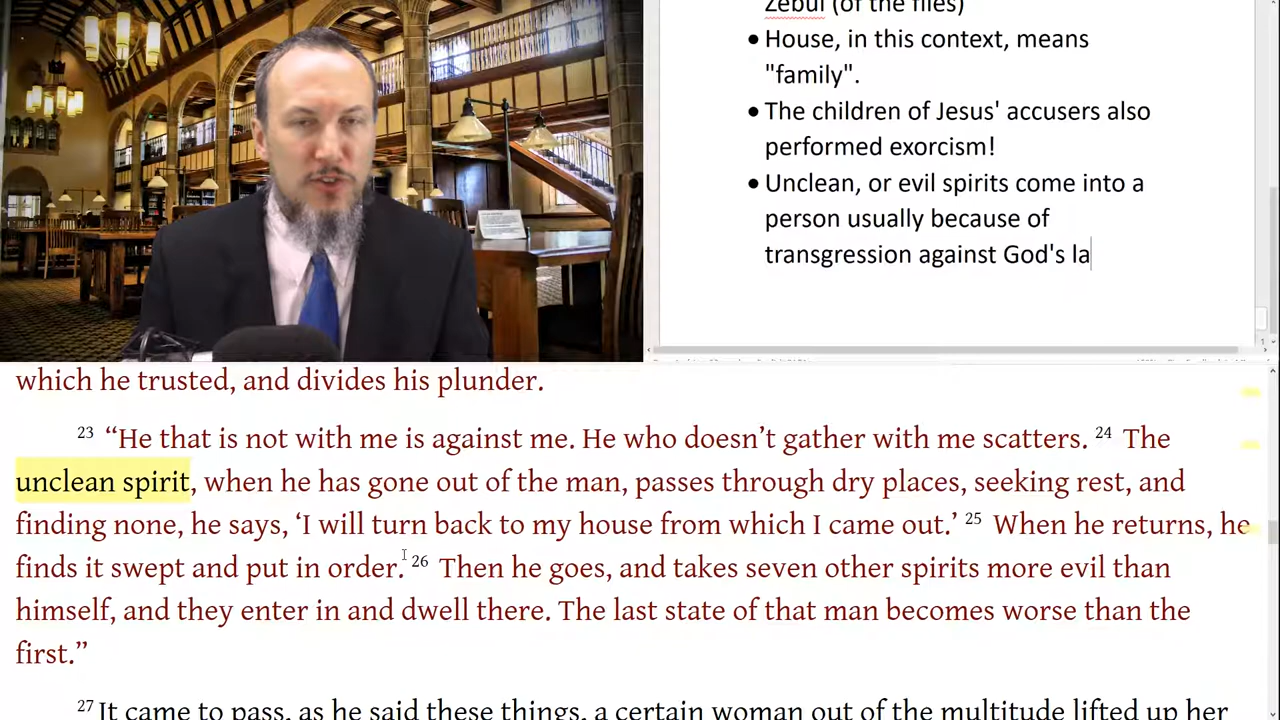 Zebul (of the flies)
• House, in this context, means
"family".
• The children of Jesus' accusers also
performed exorcism!
• Unclean, or evil spirits come into a
person usually because of
transgression against God's la
which he trusted, and divides his plunder.
23 “He that is not with me is against me. He who doesn’t gather with me scatters. 24 The
unclean spirit, when he has gone out of the man, passes through dry places, seeking rest, and
finding none, he says, ‘I will turn back to my house from which I came out.’ 25 When he returns, he
finds it swept and put in order. 26 Then he goes, and takes seven other spirits more evil than
himself, and they enter in and dwell there. The last state of that man becomes worse than the
first.”
27 It came to pass, as he said these things, a certain woman out of the multitude lifted up her